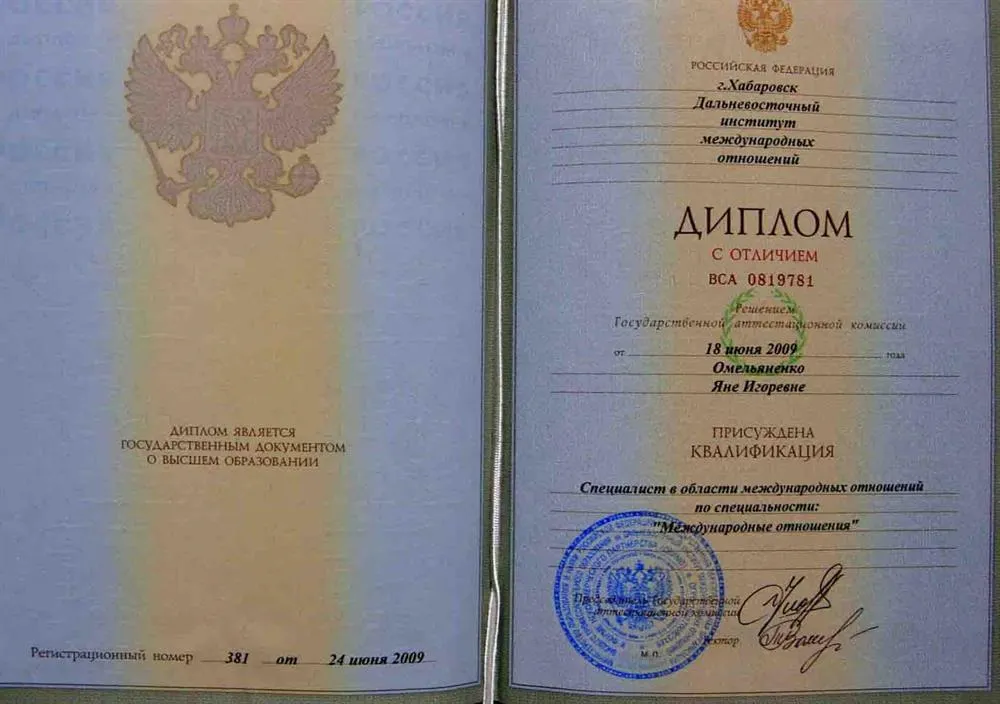 ДИПЛОМ ЯВЛЯЕТСЯ
ГОСУДАРСТВЕННЫМ ДОКУМЕНТОМ
О ВЫСШЕМ ОБРАЗОВАНИИ
Регистрационный номер 381 от 24 июня 2009
РОССИЙСКАЯ ФЕДЕРАЦИЯ
г.Хабаровск
Дальневосточный
институт
международных
отношений
ДИПЛОМ
С ОТЛИЧИЕМ
ВСА 0819781
Решением
Государственной аттестационной комиссии
от 18 июня 2009 года
Омельяненко
Яне Игоревне
ПРИСУЖДЕНА
КВАЛИФИКАЦИЯ
Специалист в области международных отношений
по специальности:
"Международные отношения"
Председатель Государственной
аттестационной комиссии
Ректор
М.П.